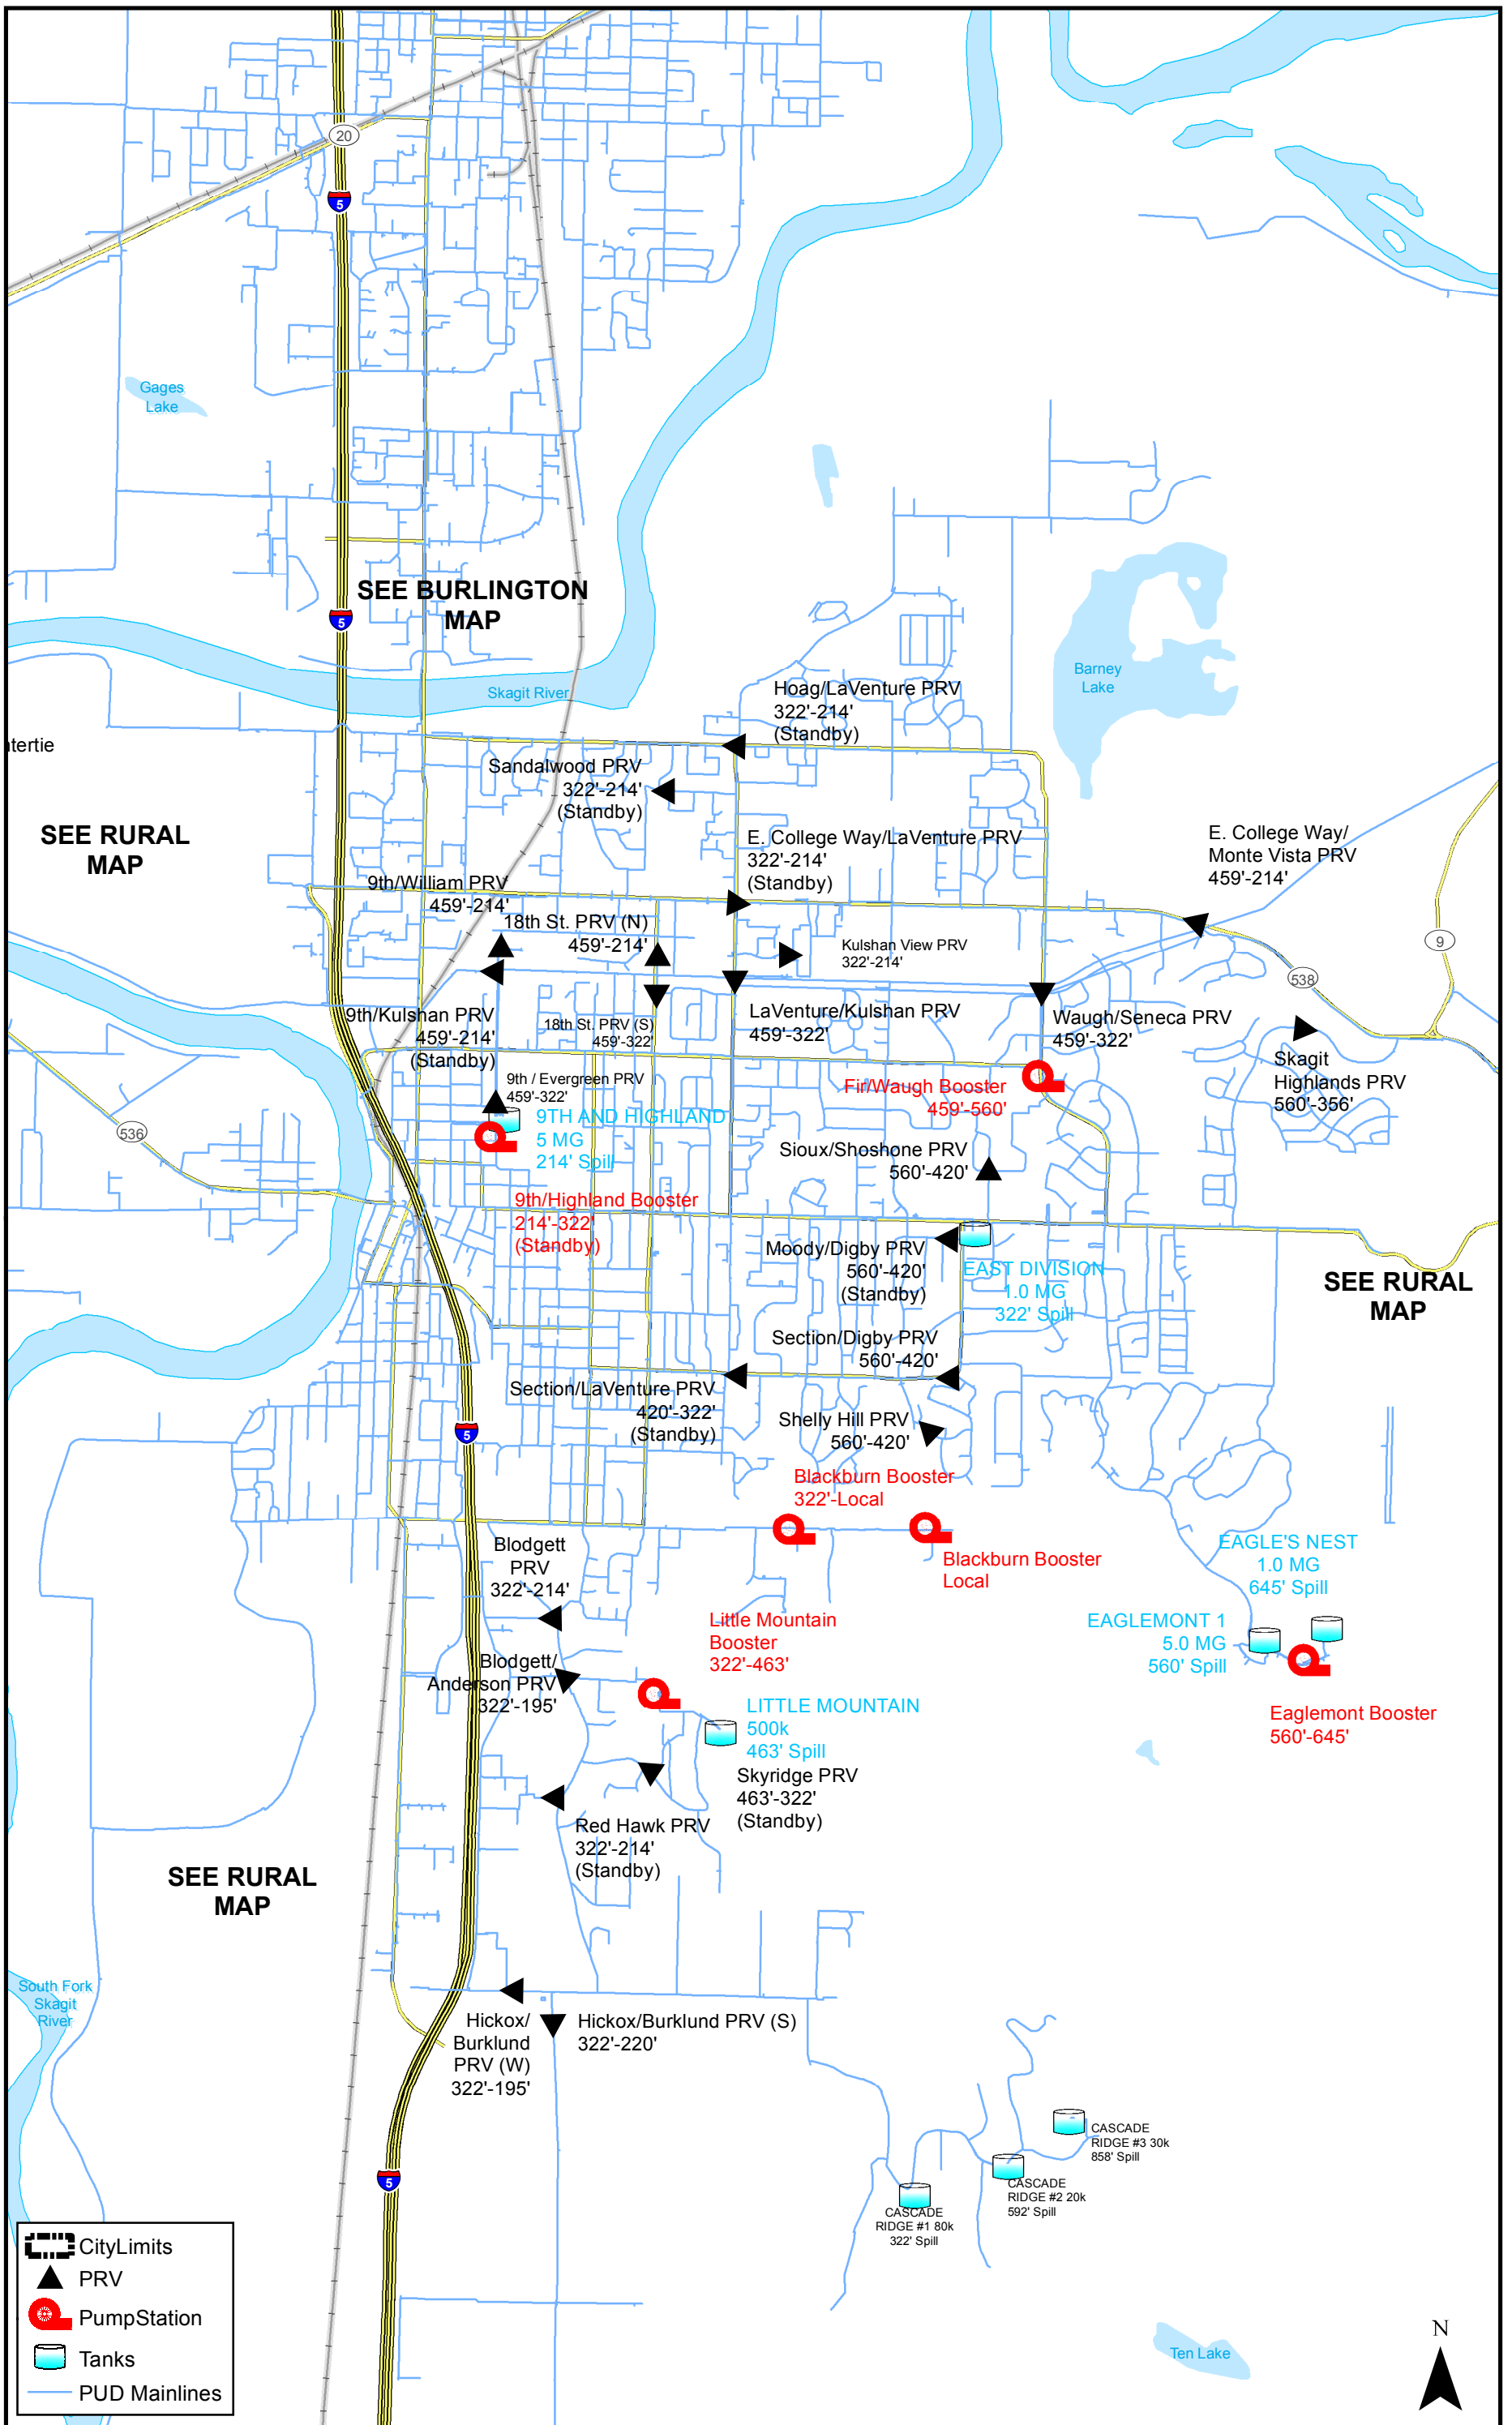 20
5
Gages
Lake
SEE BURLINGTON
MAP
5
Skagit River
Barney
Lake
Hoag/LaVenture PRV
322'-214'
(Standby)
Sandalwood PRV
322'-214'
(Standby)
SEE RURAL
MAP
E. College Way/LaVenture PRV
322'-214'
(Standby)
E. College Way/
Monte Vista PRV
459'-214'
9th/William PRV
459'-214'
18th St. PRV (N)
459'-214'
Kulshan View PRV
322'-214'
9
538
9th/Kulshan PRV
459'-214'
(Standby)
18th St. PRV (S)
459'-322'
LaVenture/Kulshan PRV
459'-322'
Waugh/Seneca PRV
459'-322'
Skagit
Highlands PRV
560'-356'
9th / Evergreen PRV
459'-322'
Fir/Waugh Booster
459'-560'
536
9TH AND HIGHLAND
5 MG
214' Spill
Sioux/Shoshone PRV
560'-420'
9th/Highland Booster
214'-322'
(Standby)
Moody/Digby PRV
560'-420'
(Standby)
EAST DIVISION
1.0 MG
322' Spill
SEE RURAL
MAP
Section/Digby PRV
560'-420'
Section/LaVenture PRV
420'-322'
(Standby)
Shelly Hill PRV
560'-420'
5
Blackburn Booster
322'-Local
Blackburn Booster
Local
Blodgett
PRV
322'-214'
EAGLE'S NEST
1.0 MG
645' Spill
EAGLEMONT 1
5.0 MG
560' Spill
Little Mountain
Booster
322'-463'
Blodgett/
Anderson PRV
322'-195'
LITTLE MOUNTAIN
500k
463' Spill
Eaglemont Booster
560'-645'
Skyridge PRV
463'-322'
(Standby)
Red Hawk PRV
322'-214'
(Standby)
SEE RURAL
MAP
South Fork
Skagit
River
Hickox/
Burklund
PRV (W)
322'-195'
Hickox/Burklund PRV (S)
322'-220'
CASCADE
RIDGE #3 30k
858' Spill
CASCADE
RIDGE #2 20k
592' Spill
CASCADE
RIDGE #1 80k
322' Spill
5
CityLimits
PRV
PumpStation
Tanks
PUD Mainlines
Ten Lake
N